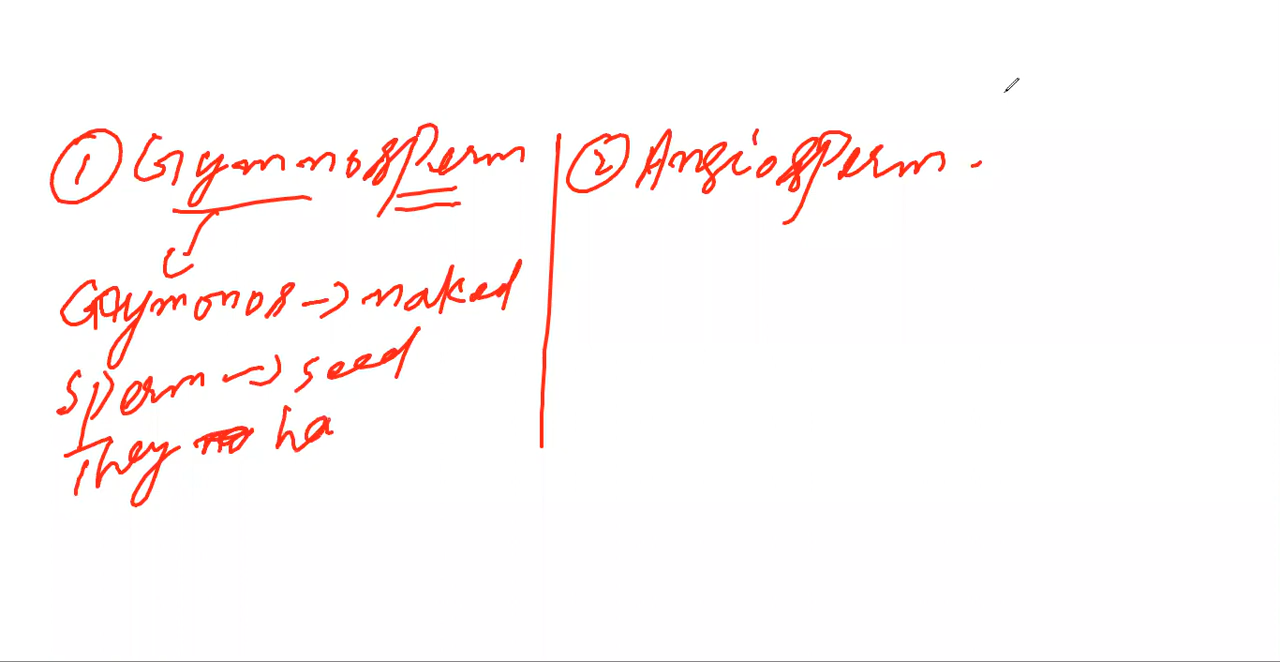 ① Gymnosperm
Gymonos → naked
sperm → seed
They ha
② Angiosperm.